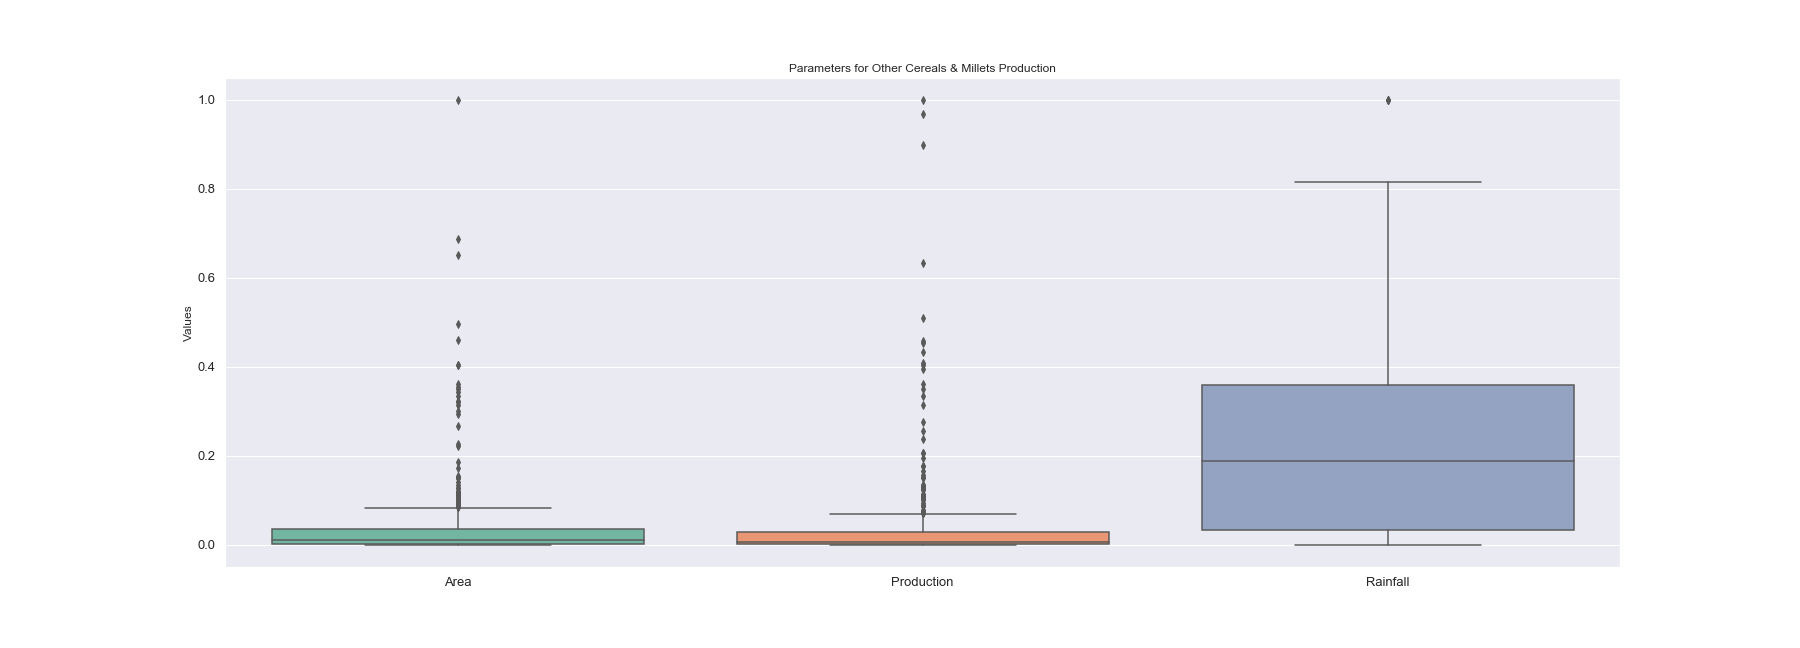 Parameters for Other Cereals & Millets Production
1.0
0.8
0.6
0.4
0.2
0.0
Values
Area
Production
Rainfall